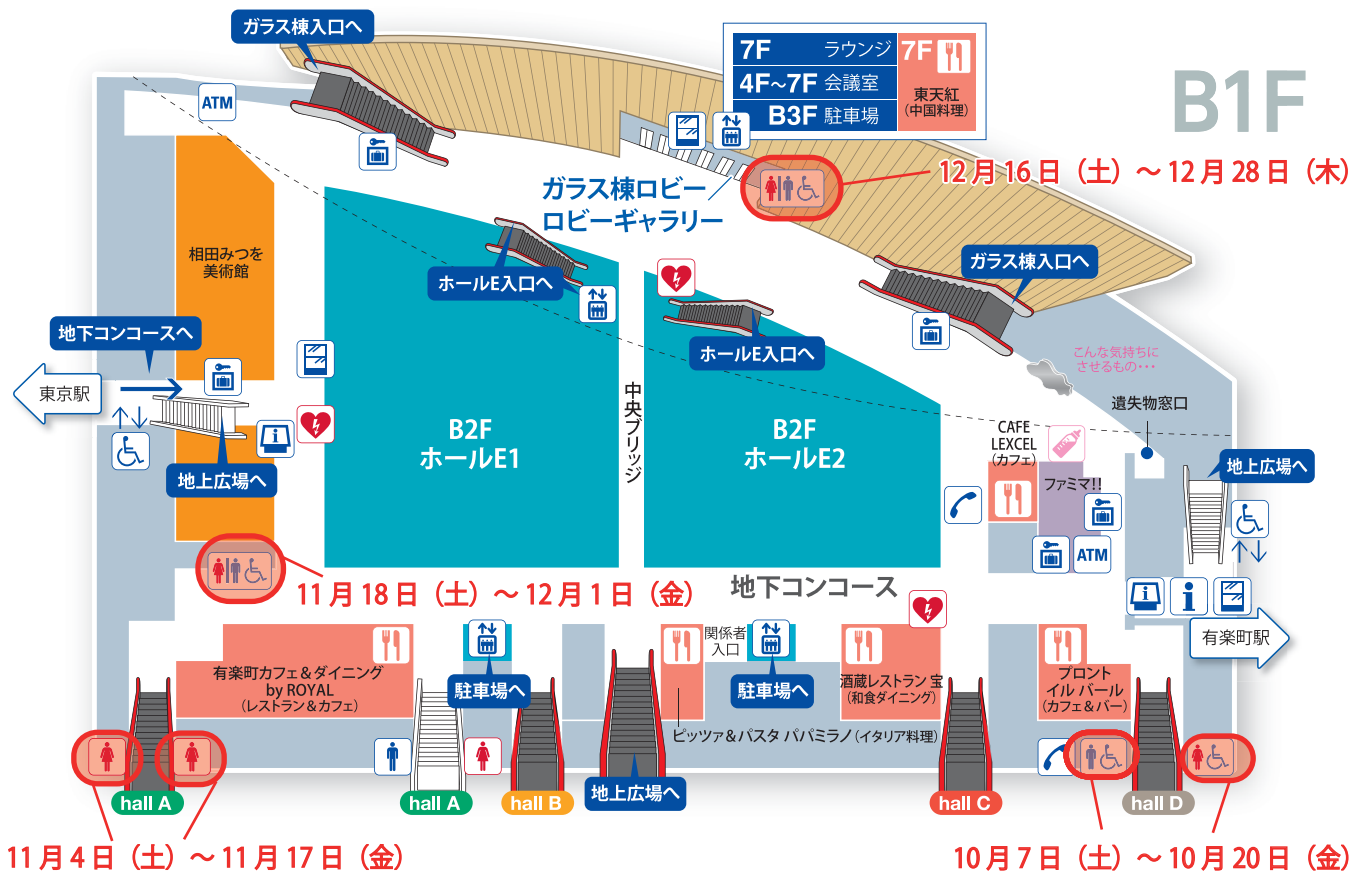 ガラス棟入口へ
7F ラウンジ
4F~7F 会議室
B3F 駐車場
7F
東天紅
(中国料理)
B1F
ATM
12月16日(土)~12月28日(木)
ガラス棟ロビー
ロビーギャラリー
相田みつを
美術館
ホールE入口へ
ガラス棟入口へ
地下コンコースへ
ホールE入口へ
こんな気持ちに
させるもの・・・
東京駅
遺失物窓口
中央ブリッジ
B2F
ホールE1
B2F
ホールE2
CAFE
LEXCEL
(カフェ)
地上広場へ
ファミマ!!
地上広場へ
ATM
11月18日(土)~12月1日(金)
地下コンコース
関係者
入口
有楽町駅
有楽町カフェ&ダイニング
by ROYAL
(レストラン&カフェ)
駐車場へ
駐車場へ
酒蔵レストラン 宝
(和食ダイニング)
プロント
イル バール
(カフェ&バー)
ピッツァ&パスタ パパミラノ(イタリア料理)
地上広場へ
hall A
hall A
hall B
hall C
hall D
11月4日(土)~11月17日(金)
10月7日(土)~10月20日(金)